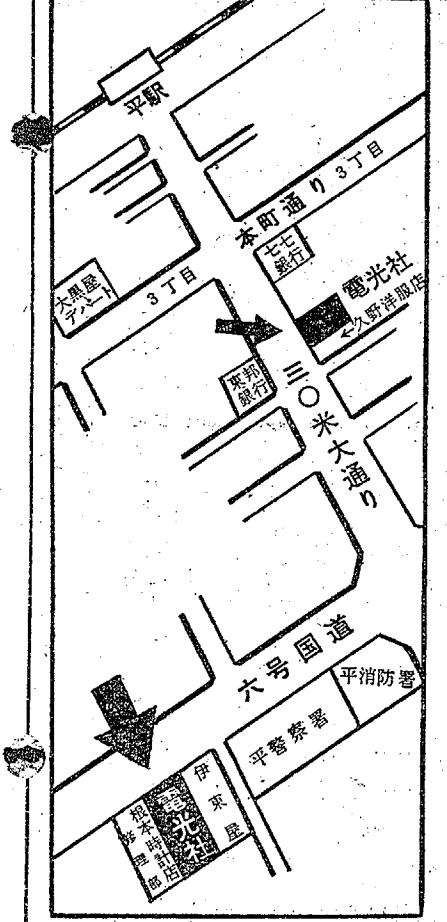 平駅
本町通り3丁目
七七
銀行
電光社
←久野洋服店
大黒屋
デパート
3丁目
東邦
銀行
三〇米大通り
六号国道
平消防署
平警察署
伊東屋
電光社
根本時計店
修理部